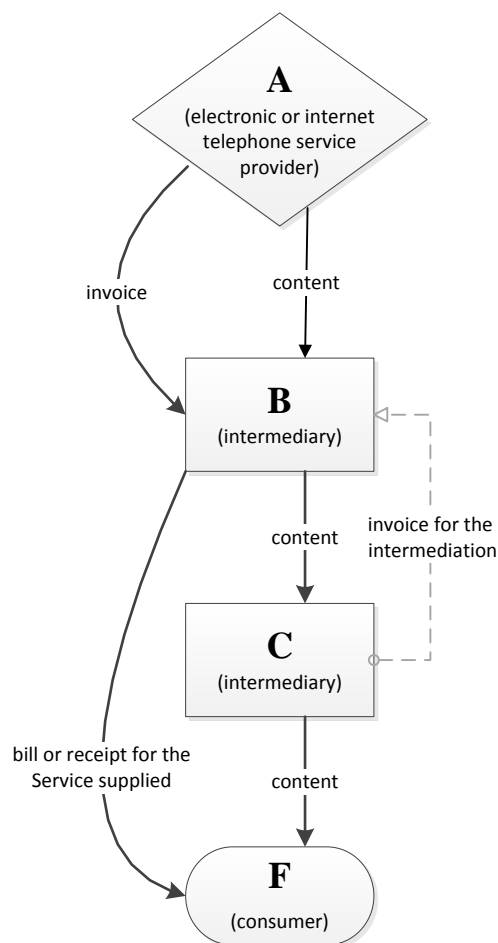 A
(electronic or internet
telephone service
provider)
invoice
content
B
(intermediary)
invoice for the
intermediation
content
C
(intermediary)
bill or receipt for the
Service supplied
content
F
(consumer)